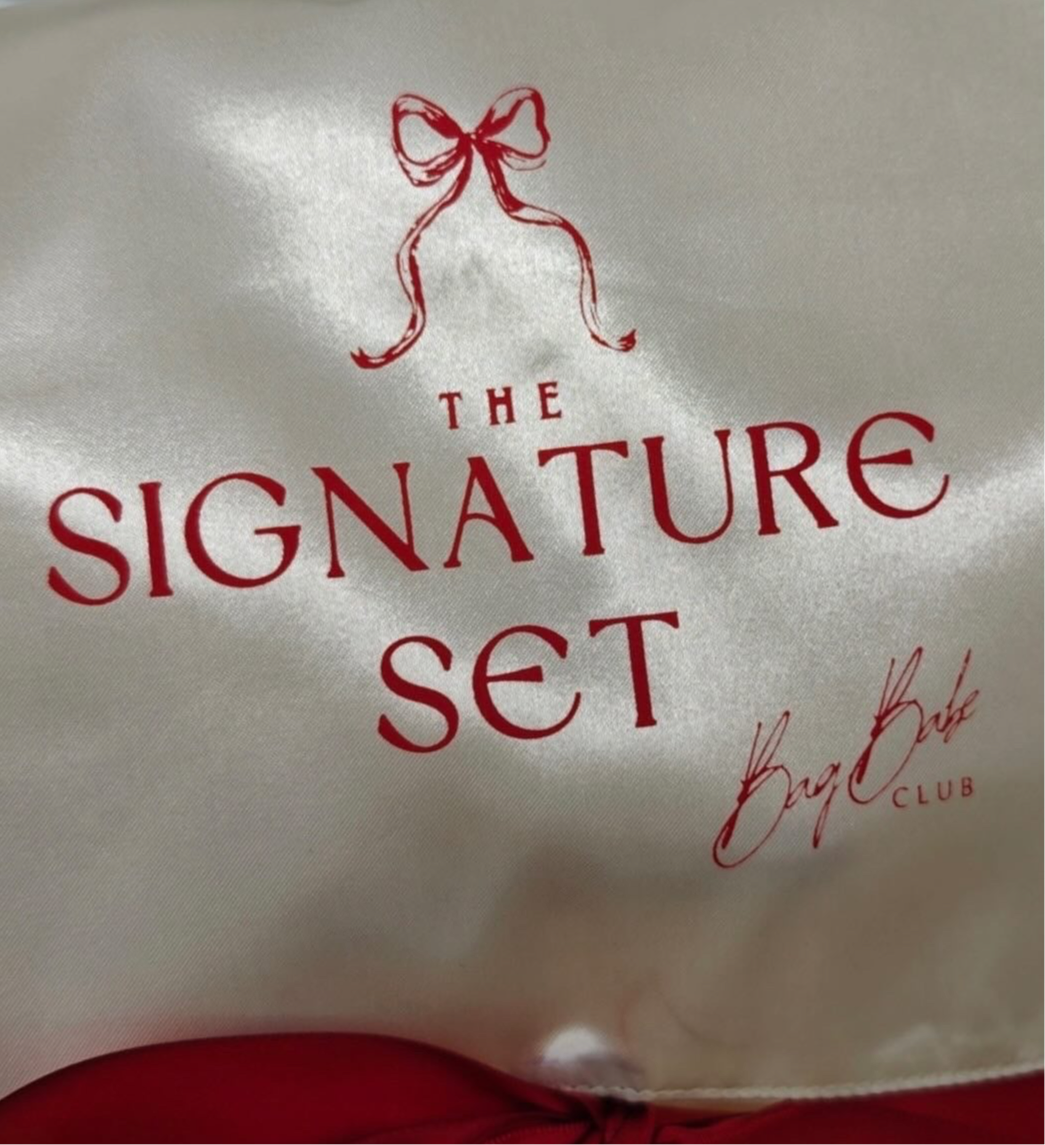 THE
SIGNATURE
SET
Bag Babe
CLUB